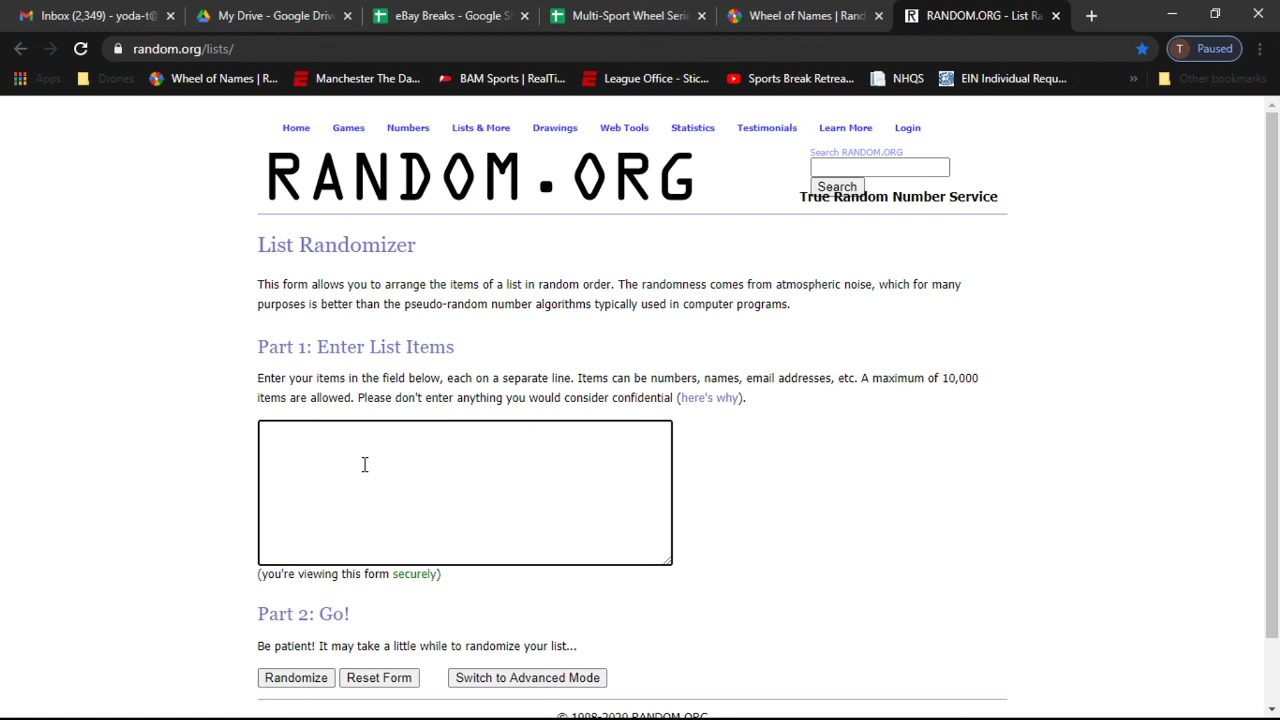 Inbox (2,349) - yoda-t@
My Drive - Google Driv
eBay Breaks - Google S
Multi-Sport Wheel Seri
Wheel of Names | Rand
RANDOM.ORG - List Ra
random.org/lists/
T Paused
Apps
Drones
Wheel of Names | R...
Manchester The Da...
BAM Sports | RealTi...
League Office - Stic...
Sports Break Retrea...
NHQS
EIN Individual Requ...
»
Other bookmarks
Home Games Numbers Lists & More Drawings Web Tools Statistics Testimonials Learn More Login
Search RANDOM.ORG
RANDOM.ORG
Search
True Random Number Service
List Randomizer
This form allows you to arrange the items of a list in random order. The randomness comes from atmospheric noise, which for many
purposes is better than the pseudo-random number algorithms typically used in computer programs.
Part 1: Enter List Items
Enter your items in the field below, each on a separate line. Items can be numbers, names, email addresses, etc. A maximum of 10,000
items are allowed. Please don't enter anything you would consider confidential (here's why).
(you're viewing this form securely)
Part 2: Go!
Be patient! It may take a little while to randomize your list...
Randomize Reset Form Switch to Advanced Mode
© 1998-2020 RANDOM.ORG